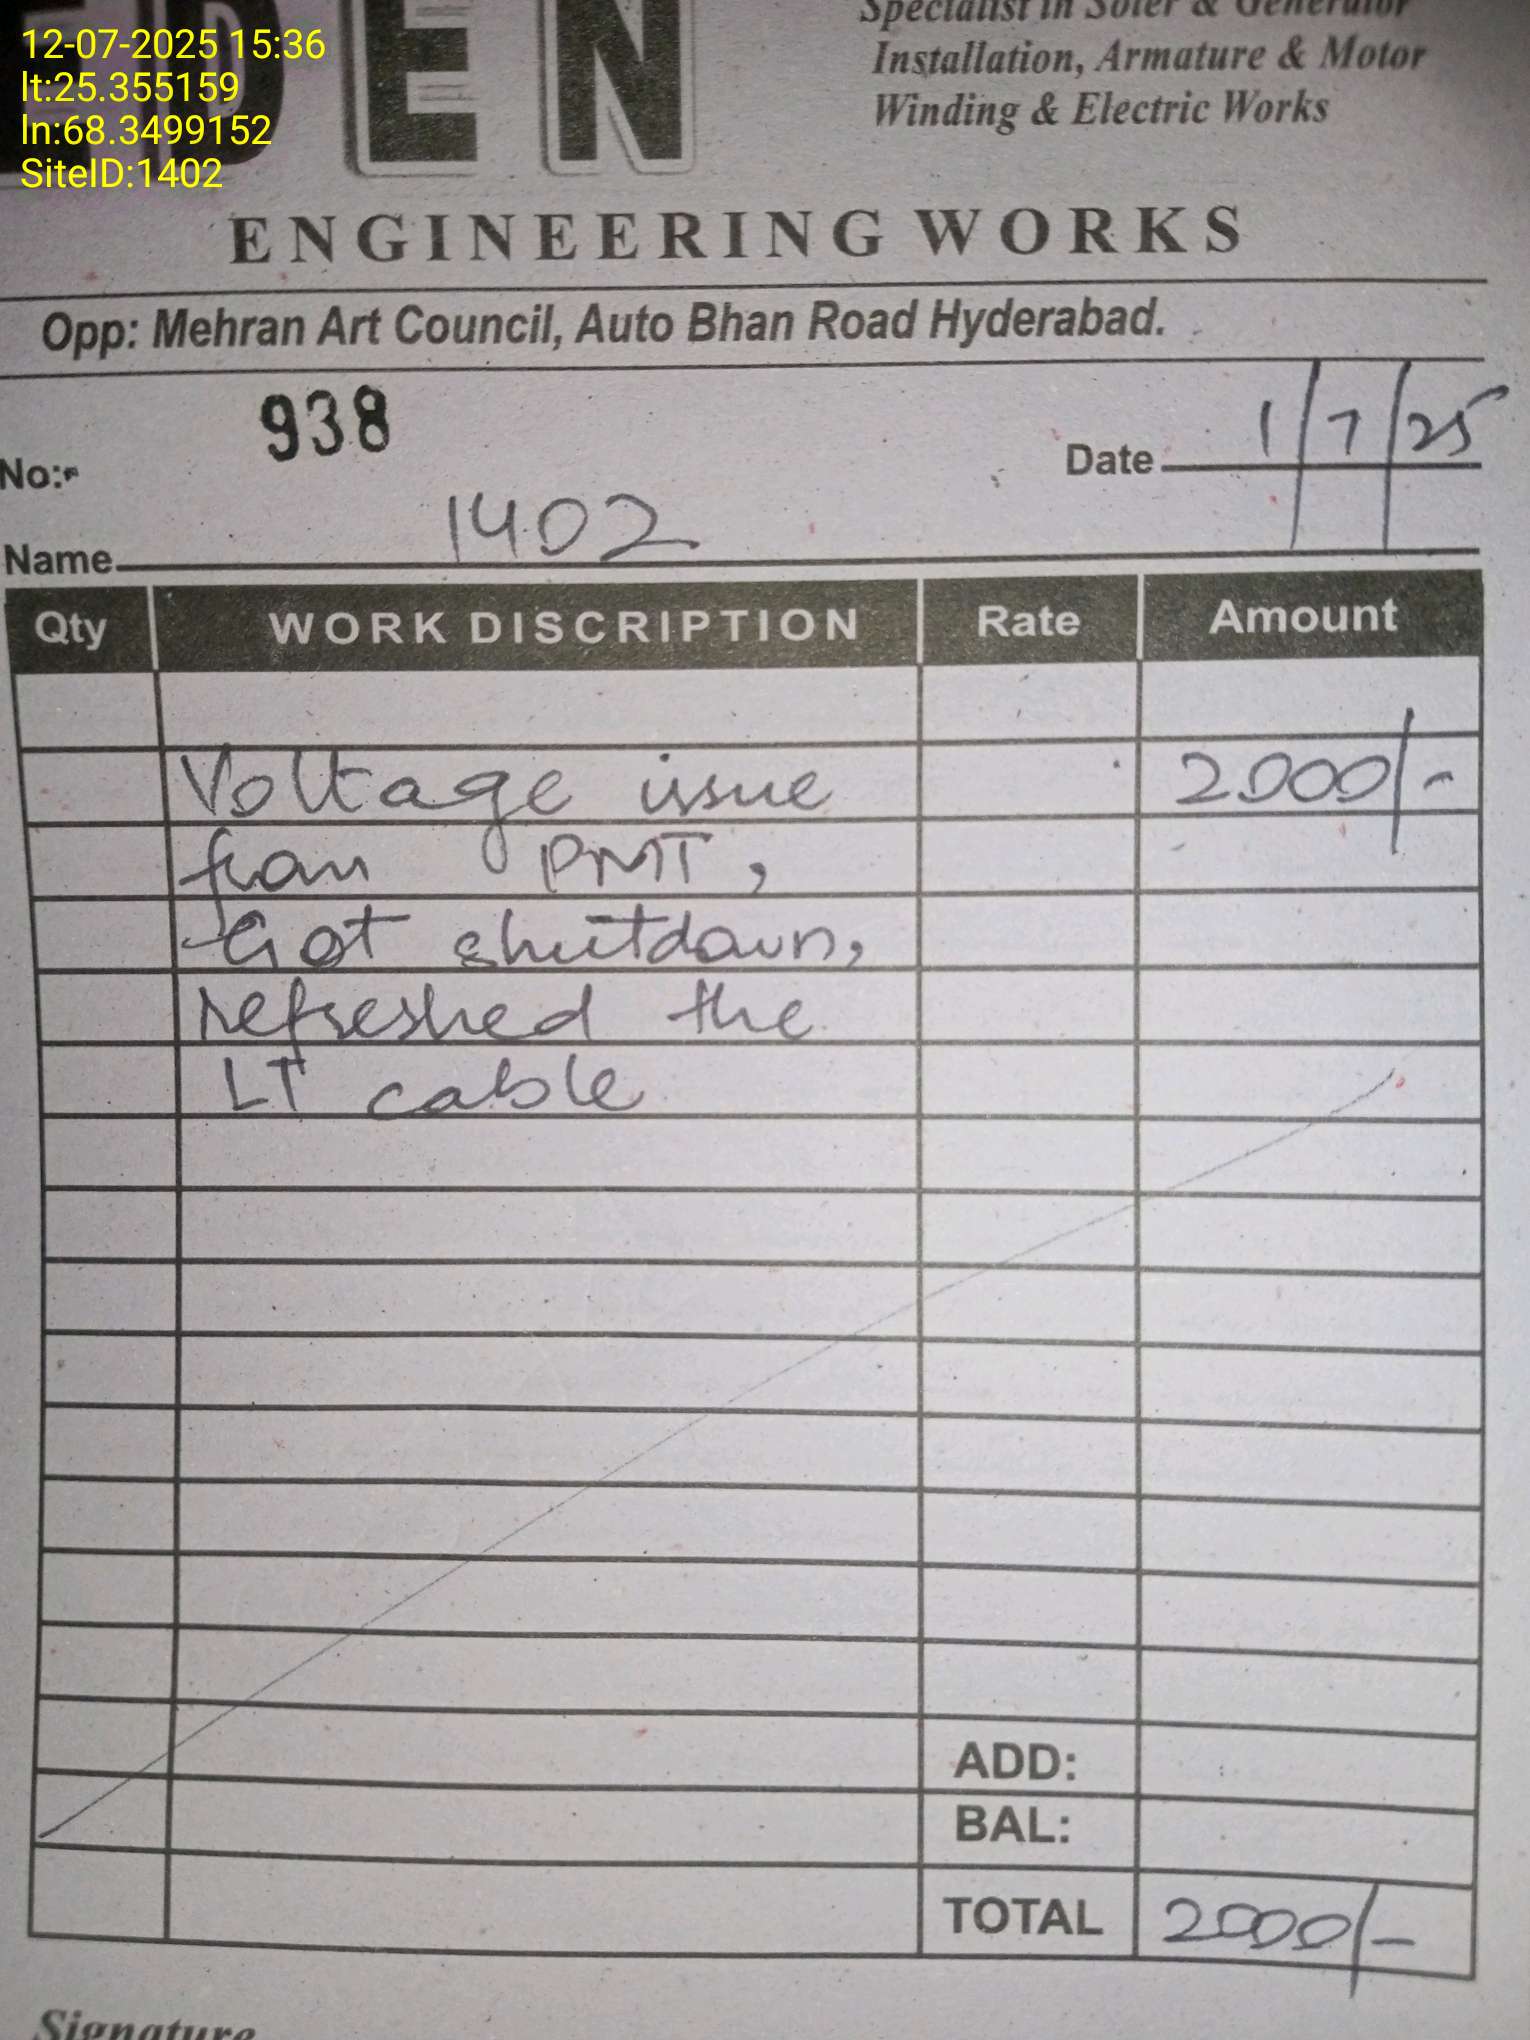 12-07-2025 15:36
lt:25.355159
ln:68.3499152
SiteID:1402
EDEN
Specialist in Soler & Generator
Installation, Armature & Motor
Winding & Electric Works
ENGINEERING WORKS
Opp: Mehran Art Council, Auto Bhan Road Hyderabad.
No:- 938
Date 1/7/25
Name 1402
Qty WORK DISCRIPTION Rate Amount
Voltage issue 2000/-
from PMT,
Got shutdown,
refreshed the
LT cable
ADD:
BAL:
TOTAL 2000/-
Signature